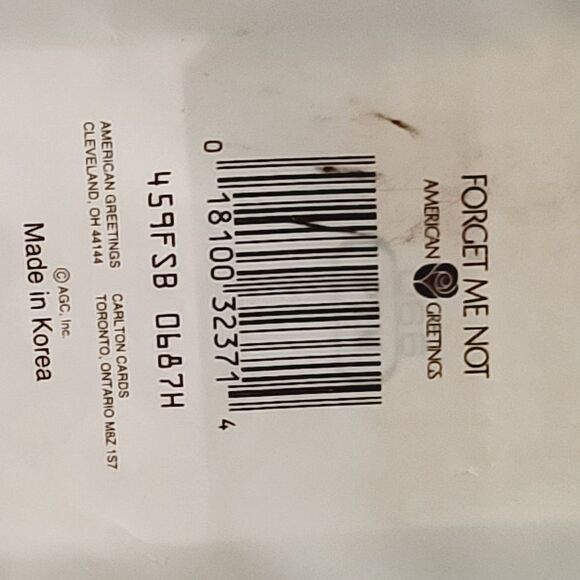 FORGET ME NOT
AMERICAN GREETINGS
0 18100 32371 4
459FSB 0687H
AMERICAN GREETINGS CARLTON CARDS
CLEVELAND, OH 44144 TORONTO, ONTARIO M8Z 1S7
© AGC, Inc.
Made in Korea